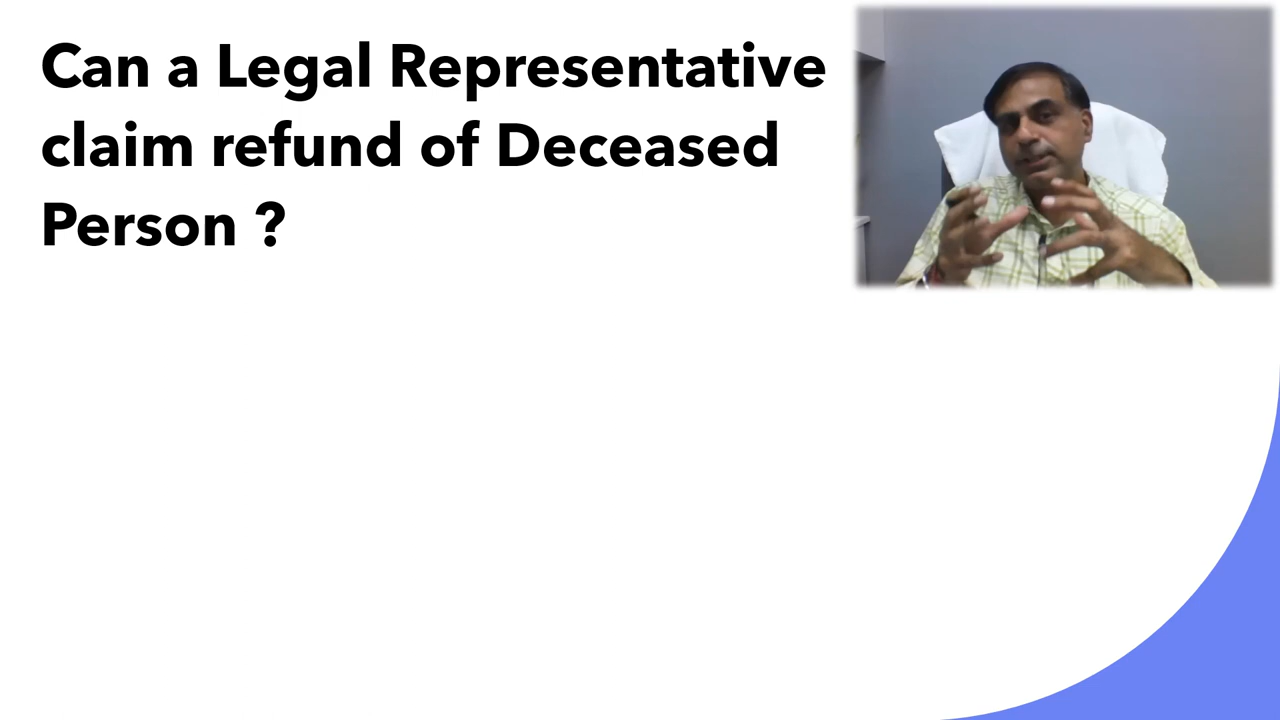 Can a Legal Representative
claim refund of Deceased
Person ?